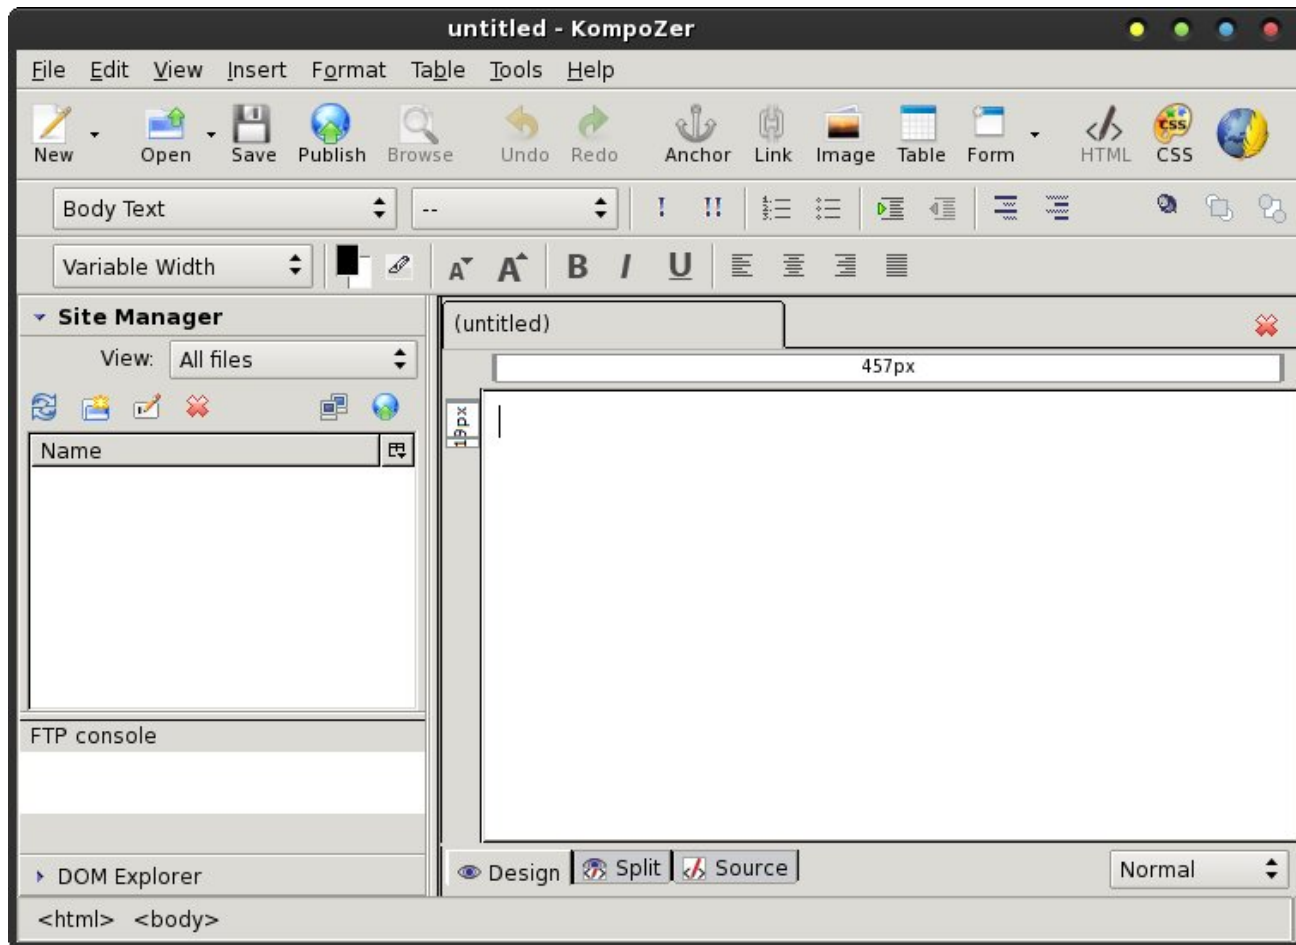 untitled - KompoZer
File Edit View Insert Format Table Tools Help
New Open Save Publish Browse Undo Redo Anchor Link Image Table Form HTML CSS
Body Text --
! !!
Variable Width A A B I U
Site Manager
View: All files
Name
FTP console
DOM Explorer
(untitled)
457px
19px
Design Split Source Normal
<html> <body>